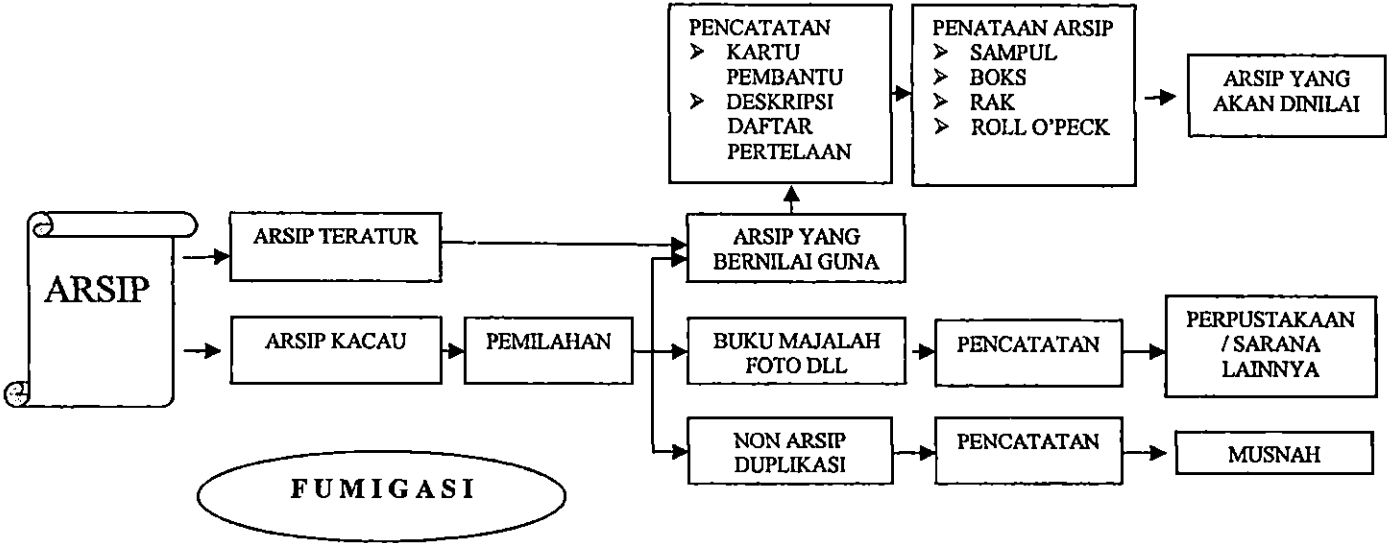 PENCATATAN
➢ KARTU
PEMBANTU
➢ DESKRIPSI
DAFTAR
PERTELAAN
PENATAAN ARSIP
➢ SAMPUL
➢ BOKS
➢ RAK
➢ ROLL O'PECK
ARSIP YANG
AKAN DINILAI
ARSIP
ARSIP TERATUR
ARSIP YANG
BERNILAI GUNA
ARSIP KACAU
PEMILAHAN
BUKU MAJALAH
FOTO DLL
PENCATATAN
PERPUSTAKAAN
/ SARANA
LAINNYA
NON ARSIP
DUPLIKASI
PENCATATAN
MUSNAH
FUMIGASI